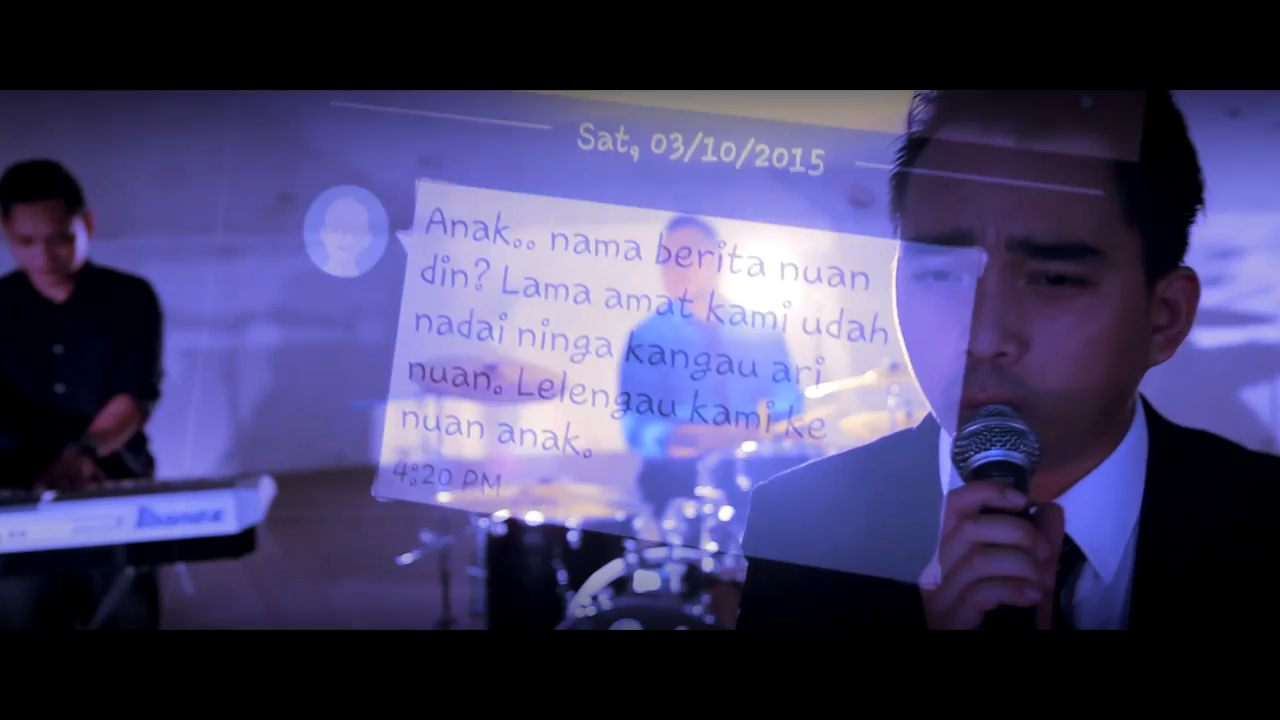 Sat, 03/10/2015
Anak.. nama berita nuan
din? Lama amat kami udah
nadai ninga kangau ari
nuan. Lelengau kami ke
nuan anak.
4:20 PM